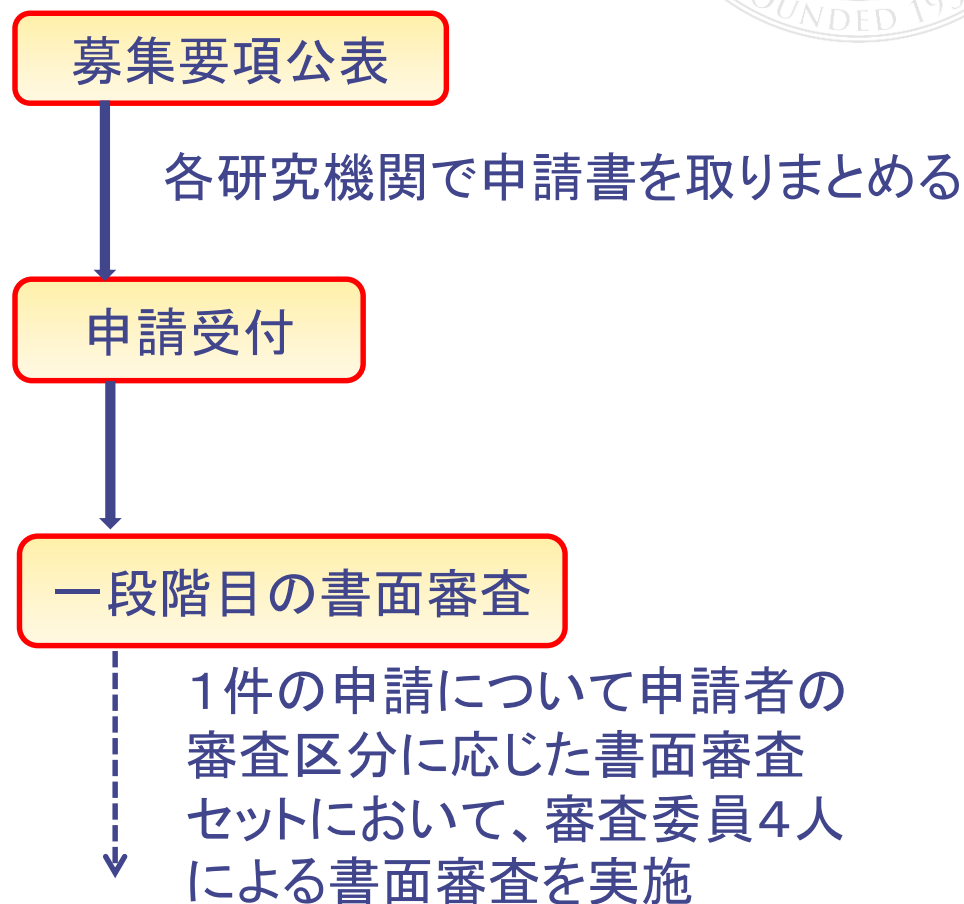 OUNDED 193
募集要項公表
各研究機関で申請書を取りまとめる
申請受付
一段階目の書面審査
1件の申請について申請者の
審査区分に応じた書面審査
セットにおいて、審査委員4人
による書面審査を実施